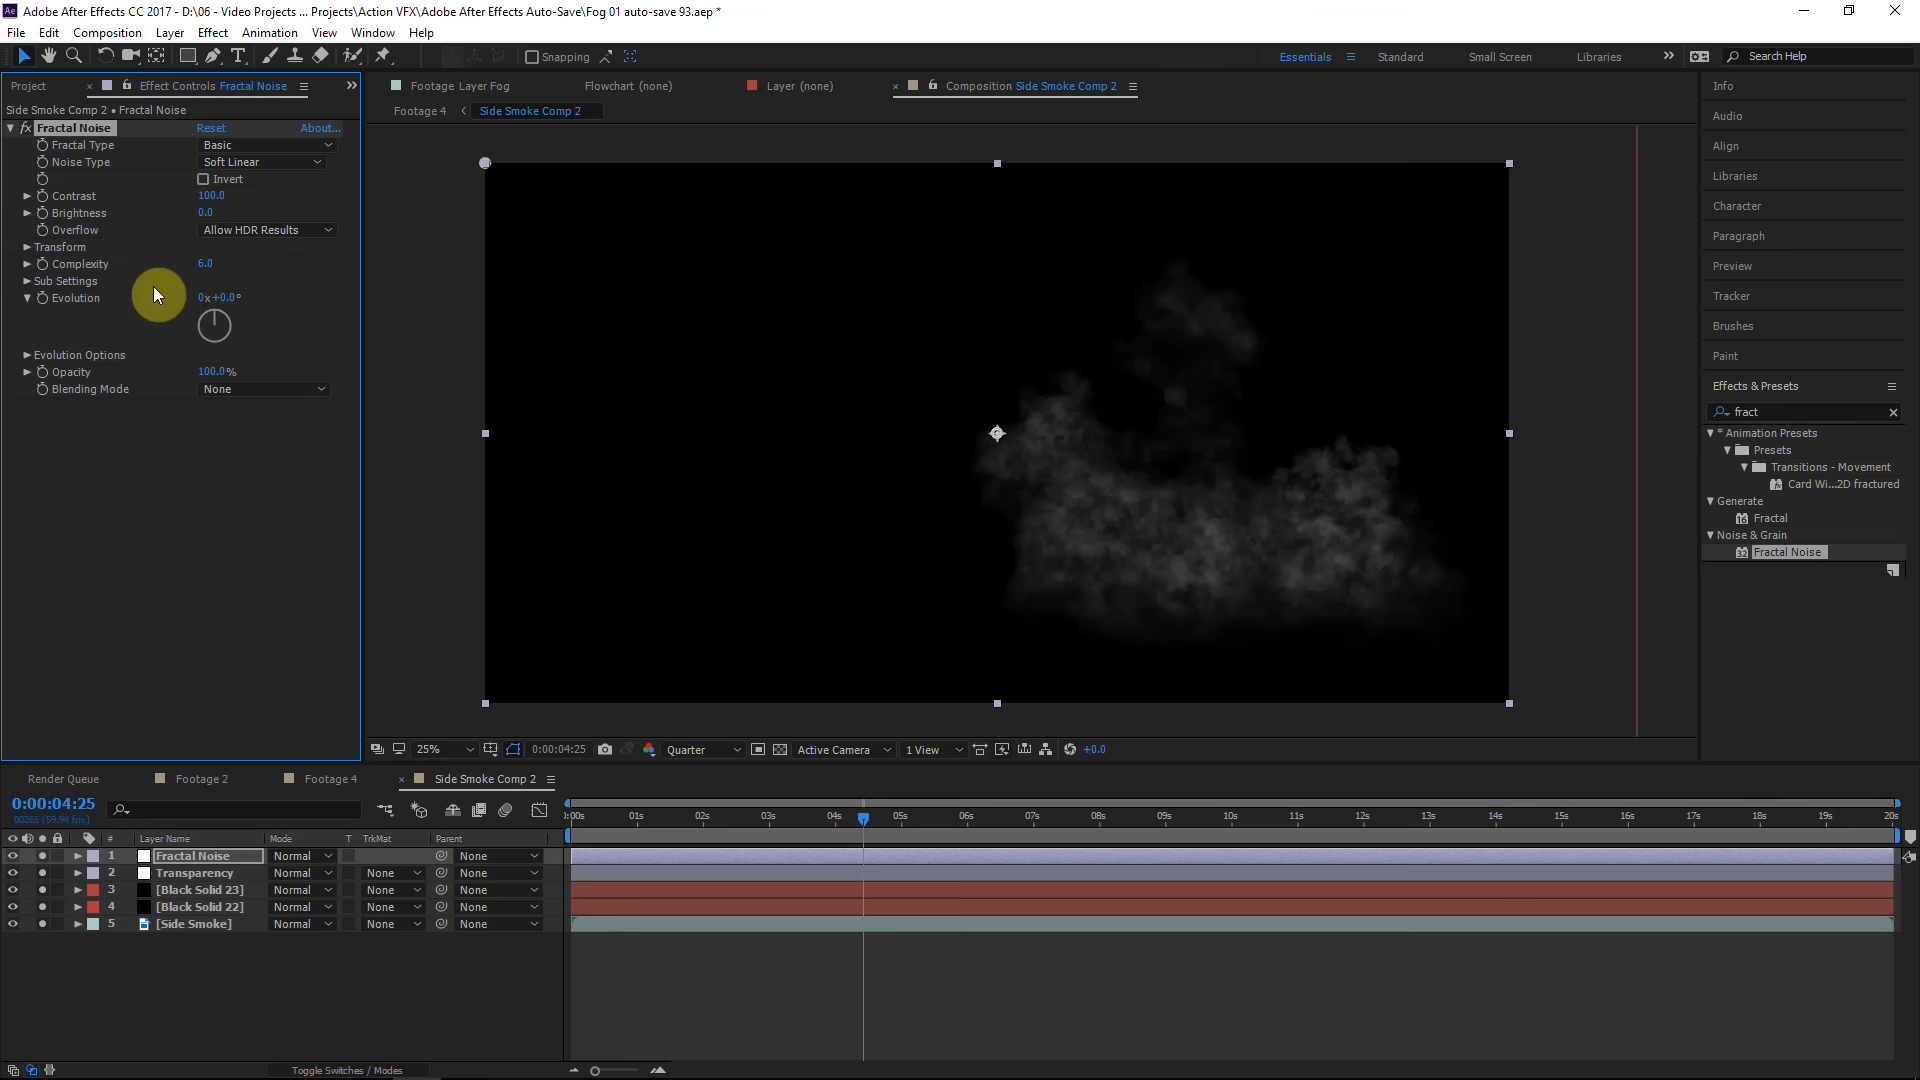 Adobe After Effects CC 2017 - D:\06 - Video Projects ... Projects\Action VFX\Adobe After Effects Auto-Save\Fog 01 auto-save 93.aep *
File Edit Composition Layer Effect Animation View Window Help
Snapping Essentials Standard Small Screen Libraries Search Help
Project Effect Controls Fractal Noise Footage Layer Fog Flowchart (none) Layer (none) Composition Side Smoke Comp 2 Info
Side Smoke Comp 2 • Fractal Noise Footage 4 Side Smoke Comp 2 Audio
fx Fractal Noise Reset About...
Fractal Type Basic Align
Noise Type Soft Linear
Invert Libraries
Contrast 100.0
Brightness 0.0 Character
Overflow Allow HDR Results Paragraph
Transform
Complexity 6.0 Preview
Sub Settings
Evolution 0x+0.0° Tracker
Brushes
Evolution Options Paint
Opacity 100.0%
Blending Mode None Effects & Presets
fract
* Animation Presets
Presets
Transitions - Movement
Card Wi...2D fractured
Generate
Fractal
Noise & Grain
Fractal Noise
25% 0:00:04:25 Quarter Active Camera 1 View +0.0
Render Queue Footage 2 Footage 4 Side Smoke Comp 2
0:00:04:25
00265 (59.94 fps) :00s 01s 02s 03s 04s 05s 06s 07s 08s 09s 10s 11s 12s 13s 14s 15s 16s 17s 18s 19s 20s
# Layer Name Mode T TrkMat Parent
1 Fractal Noise Normal None
2 Transparency Normal None None
3 [Black Solid 23] Normal None None
4 [Black Solid 22] Normal None None
5 [Side Smoke] Normal None None
Toggle Switches / Modes